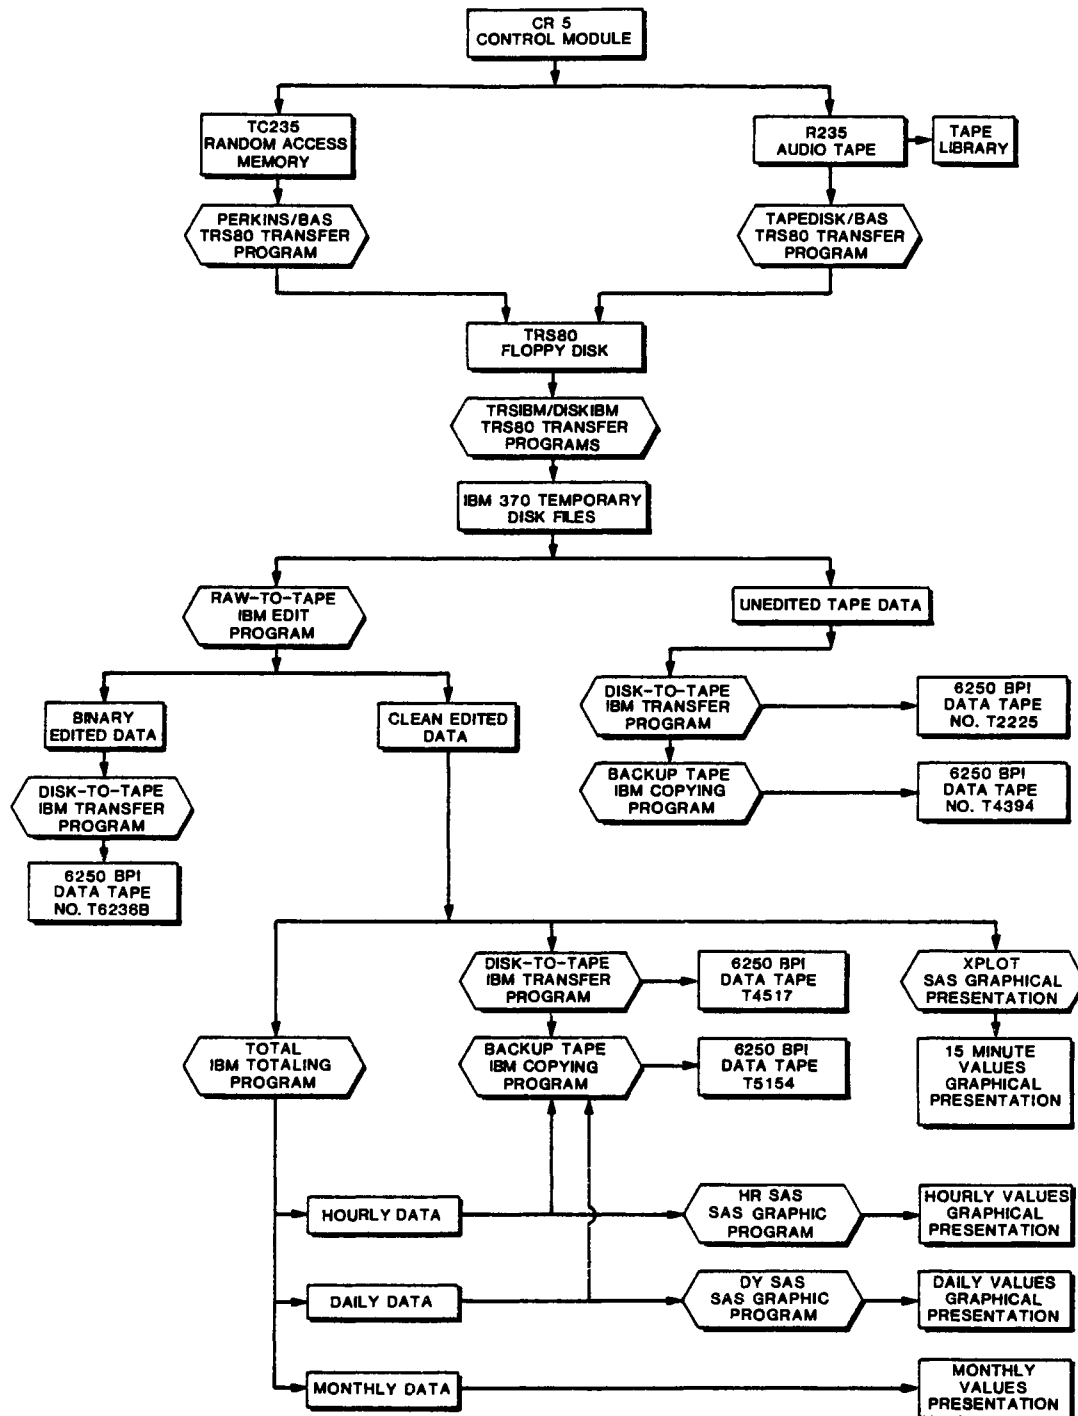 CR 5
CONTROL MODULE
TC235
RANDOM ACCESS
MEMORY
R235
AUDIO TAPE
TAPE
LIBRARY
PERKINS/BAS
TRS80 TRANSFER
PROGRAM
TAPEDISK/BAS
TRS80 TRANSFER
PROGRAM
TRS80
FLOPPY DISK
TRSIBM/DISKIBM
TRS80 TRANSFER
PROGRAMS
IBM 370 TEMPORARY
DISK FILES
RAW-TO-TAPE
IBM EDIT
PROGRAM
UNEDITED TAPE DATA
BINARY
EDITED DATA
CLEAN EDITED
DATA
DISK-TO-TAPE
IBM TRANSFER
PROGRAM
6250 BPI
DATA TAPE
NO. T2225
DISK-TO-TAPE
IBM TRANSFER
PROGRAM
BACKUP TAPE
IBM COPYING
PROGRAM
6250 BPI
DATA TAPE
NO. T4394
6250 BPI
DATA TAPE
NO. T6236B
DISK-TO-TAPE
IBM TRANSFER
PROGRAM
6250 BPI
DATA TAPE
T4517
XPLOT
SAS GRAPHICAL
PRESENTATION
TOTAL
IBM TOTALING
PROGRAM
BACKUP TAPE
IBM COPYING
PROGRAM
6250 BPI
DATA TAPE
T5154
15 MINUTE
VALUES
GRAPHICAL
PRESENTATION
HOURLY DATA
HR SAS
SAS GRAPHIC
PROGRAM
HOURLY VALUES
GRAPHICAL
PRESENTATION
DAILY DATA
DY SAS
SAS GRAPHIC
PROGRAM
DAILY VALUES
GRAPHICAL
PRESENTATION
MONTHLY DATA
MONTHLY
VALUES
PRESENTATION